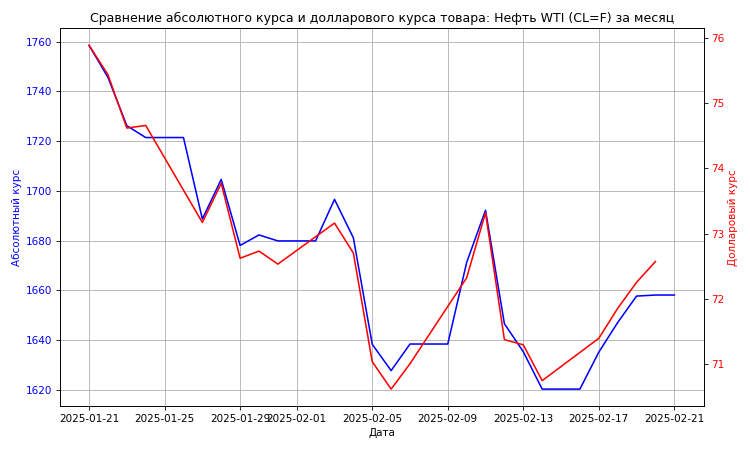 Сравнение абсолютного курса и долларового курса товара: Нефть WTI (CL=F) за месяц
Абсолютный курс
1760
1740
1720
1700
1680
1660
1640
1620
76
75
74
73
72
71
Долларовый курс
2025-01-21 2025-01-25 2025-01-29 2025-02-01 2025-02-05 2025-02-09 2025-02-13 2025-02-17 2025-02-21
Дата